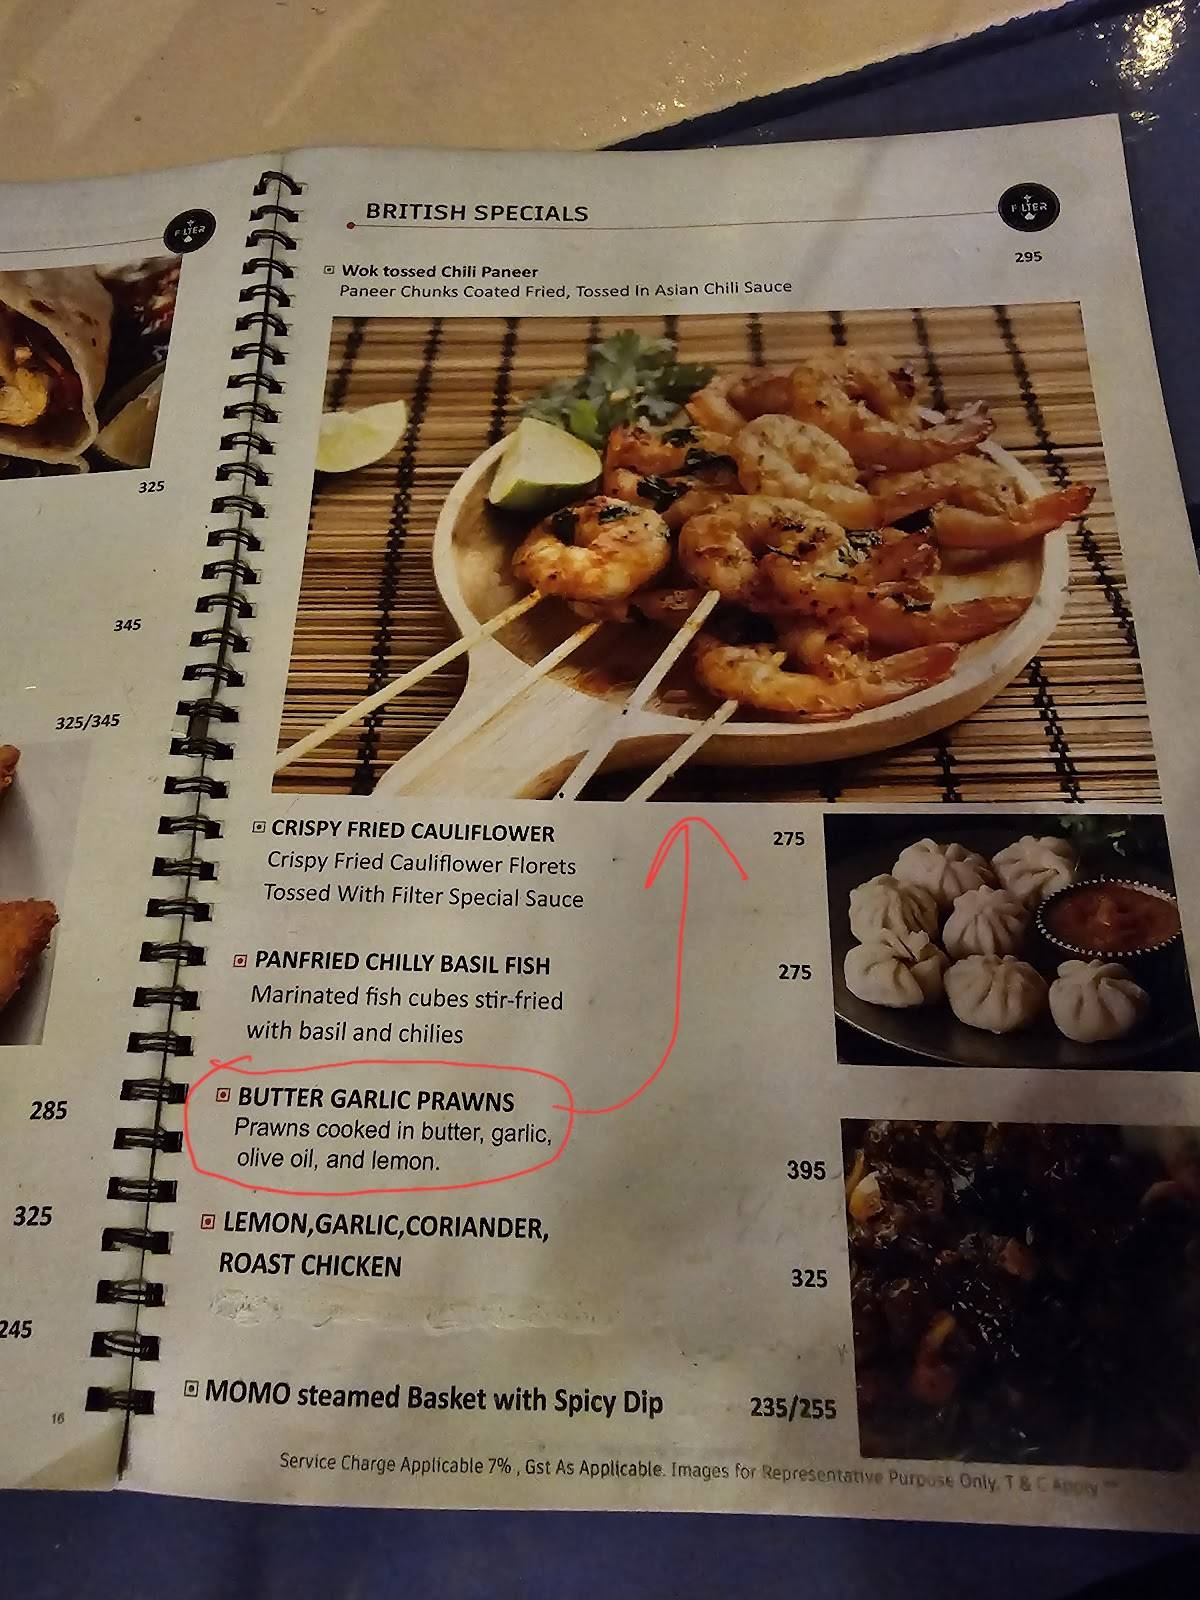 FILTER
325
345
325/345
285
325
245
16
BRITISH SPECIALS
FILTER
Wok tossed Chili Paneer 295
Paneer Chunks Coated Fried, Tossed In Asian Chili Sauce
CRISPY FRIED CAULIFLOWER 275
Crispy Fried Cauliflower Florets
Tossed With Filter Special Sauce
PANFRIED CHILLY BASIL FISH 275
Marinated fish cubes stir-fried
with basil and chilies
BUTTER GARLIC PRAWNS
Prawns cooked in butter, garlic,
olive oil, and lemon. 395
LEMON,GARLIC,CORIANDER,
ROAST CHICKEN 325
MOMO steamed Basket with Spicy Dip 235/255
Service Charge Applicable 7% , Gst As Applicable. Images for Representative Purpose Only, T & C Apply **